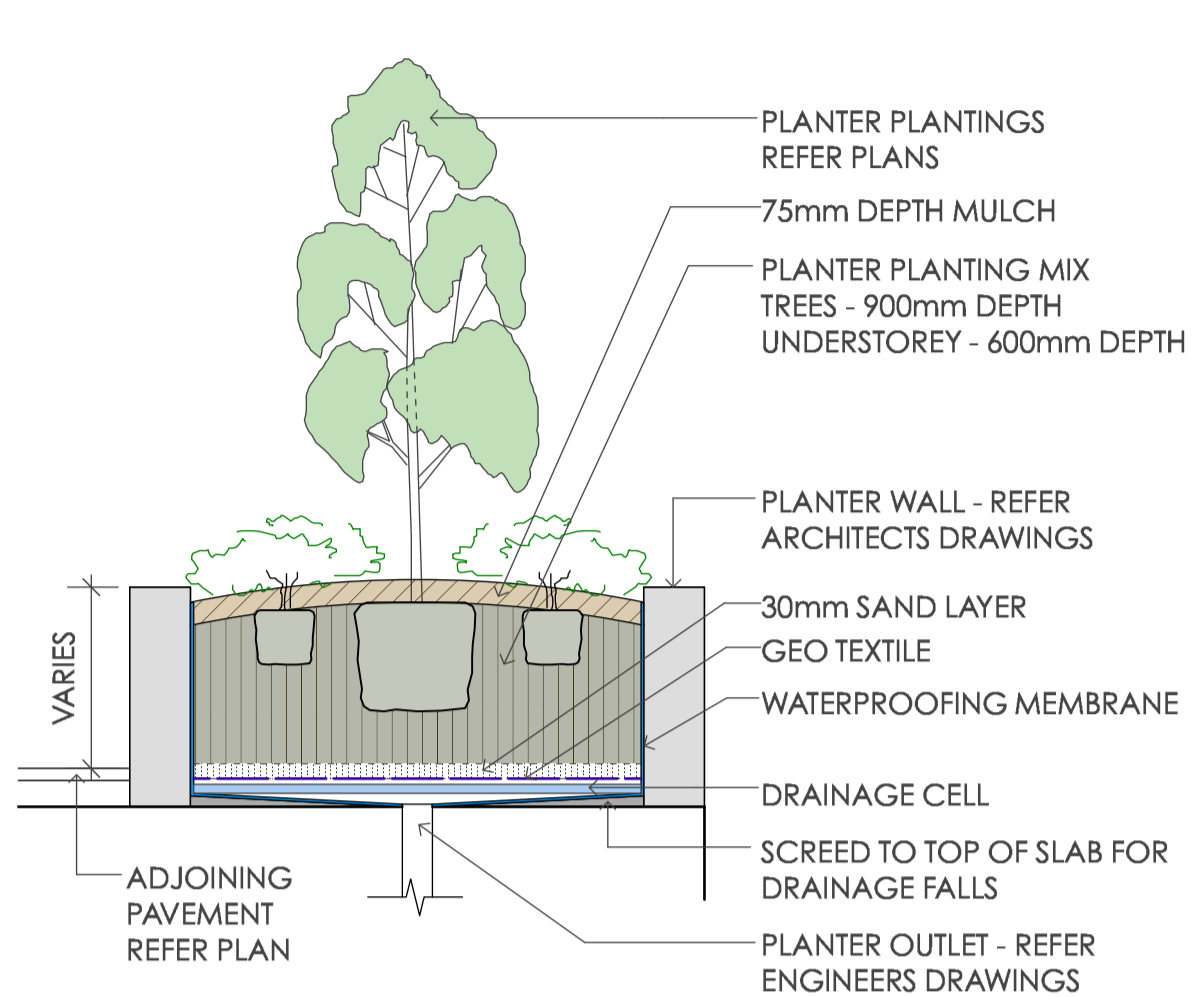 PLANTER PLANTINGS
REFER PLANS
75mm DEPTH MULCH
PLANTER PLANTING MIX
TREES - 900mm DEPTH
UNDERSTOREY - 600mm DEPTH
PLANTER WALL - REFER
ARCHITECTS DRAWINGS
30mm SAND LAYER
GEO TEXTILE
WATERPROOFING MEMBRANE
DRAINAGE CELL
SCREED TO TOP OF SLAB FOR
DRAINAGE FALLS
PLANTER OUTLET - REFER
ENGINEERS DRAWINGS
VARIES
ADJOINING
PAVEMENT
REFER PLAN